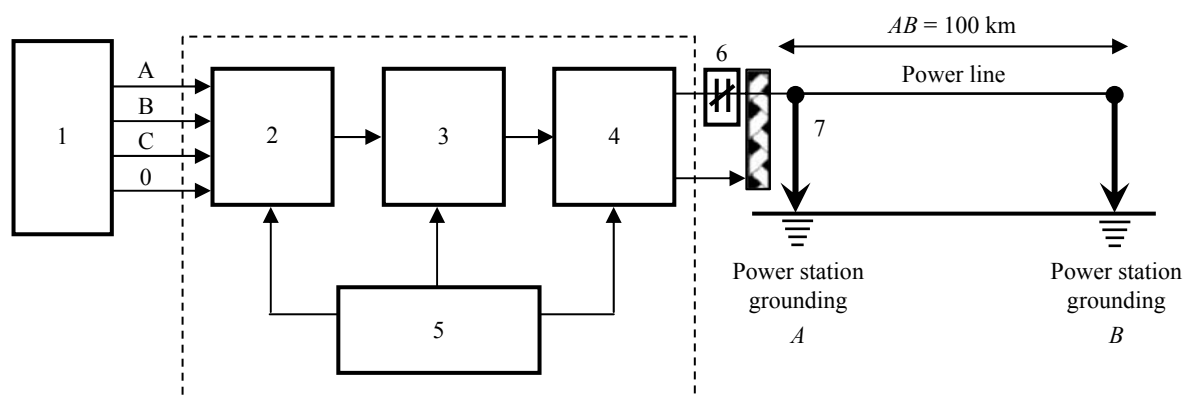 AB = 100 km
6
Power line
A
B
C
0
1
2
3
4
7
5
Power station
grounding
A
Power station
grounding
B